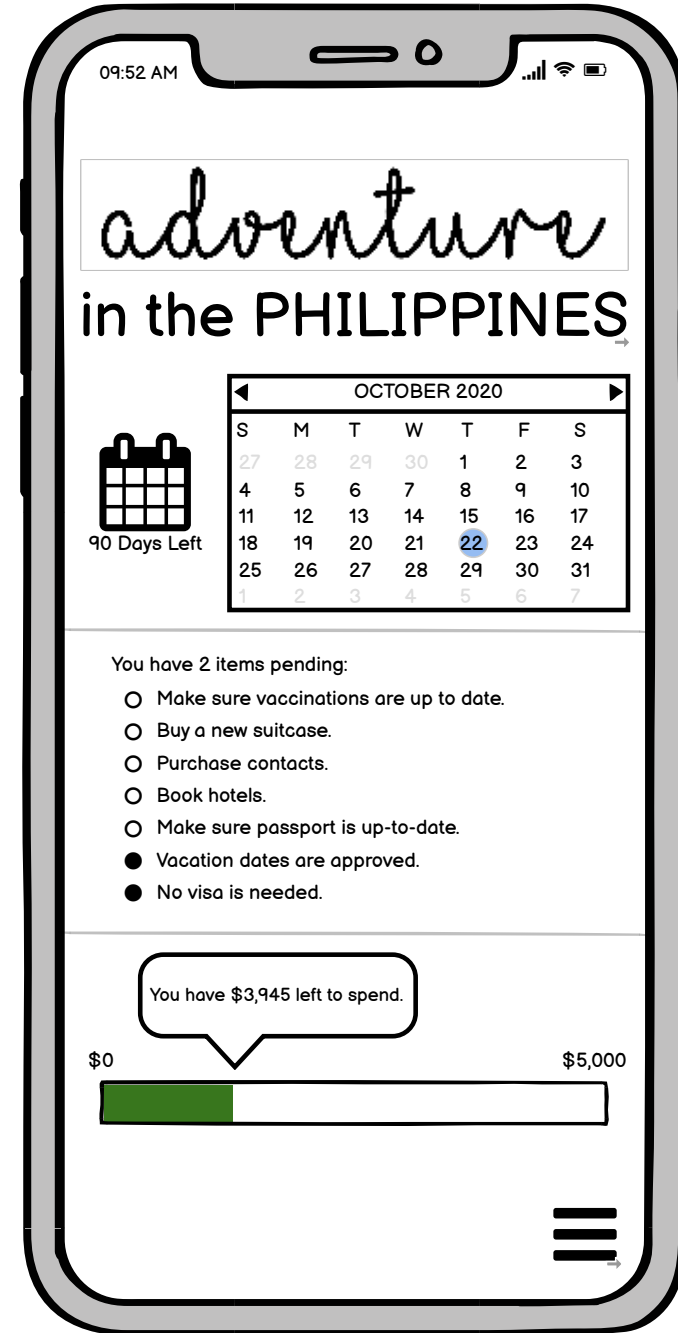 09:52 AM
adventure
in the PHILIPPINES
OCTOBER 2020
S M T W T F S
27 28 29 30 1 2 3
4 5 6 7 8 9 10
11 12 13 14 15 16 17
18 19 20 21 22 23 24
25 26 27 28 29 30 31
1 2 3 4 5 6 7
90 Days Left
You have 2 items pending:
Make sure vaccinations are up to date.
Buy a new suitcase.
Purchase contacts.
Book hotels.
Make sure passport is up-to-date.
Vacation dates are approved.
No visa is needed.
You have $3,945 left to spend.
$0 $5,000